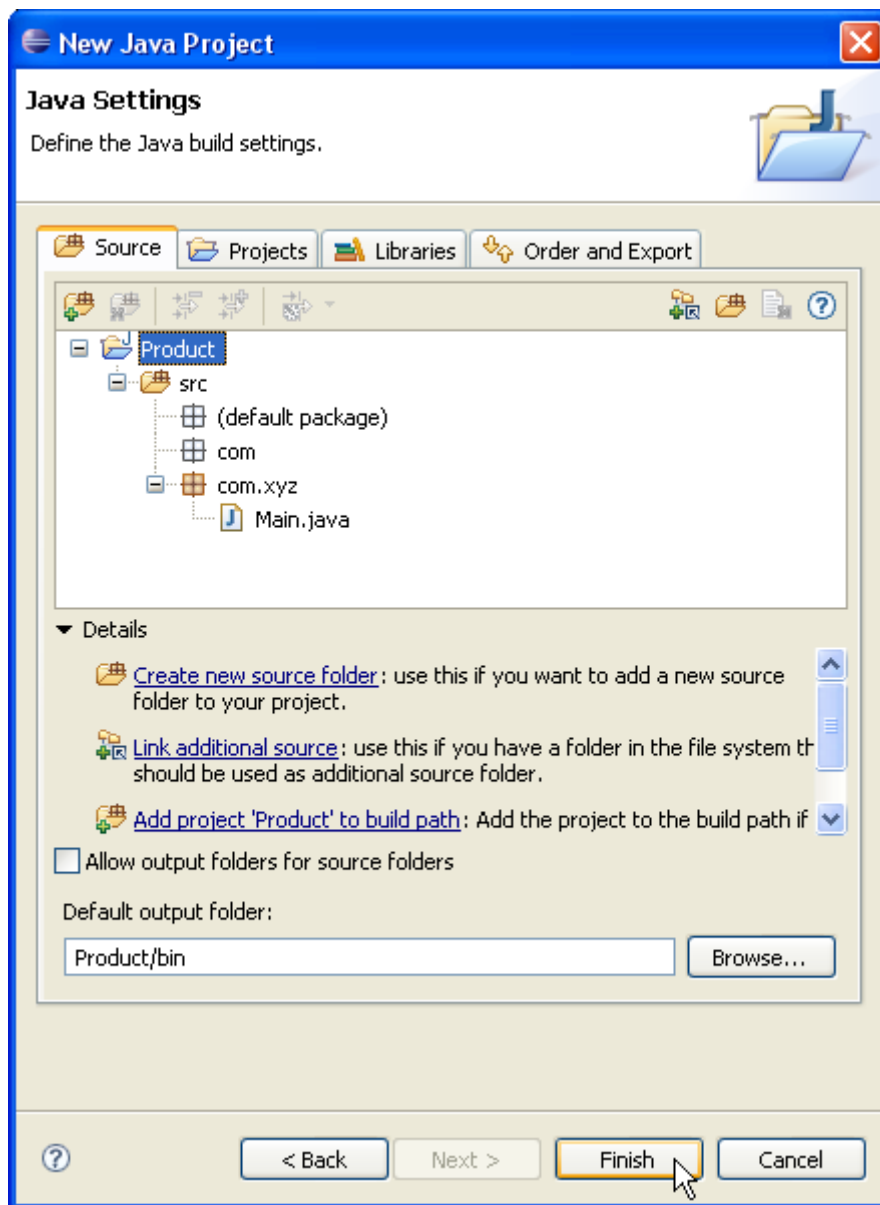 New Java Project
Java Settings
Define the Java build settings.
Source Projects Libraries Order and Export
Product
src
(default package)
com
com.xyz
Main.java
Details
Create new source folder: use this if you want to add a new source
folder to your project.
Link additional source: use this if you have a folder in the file system th
should be used as additional source folder.
Add project 'Product' to build path: Add the project to the build path if
Allow output folders for source folders
Default output folder:
Product/bin Browse...
< Back Next > Finish Cancel